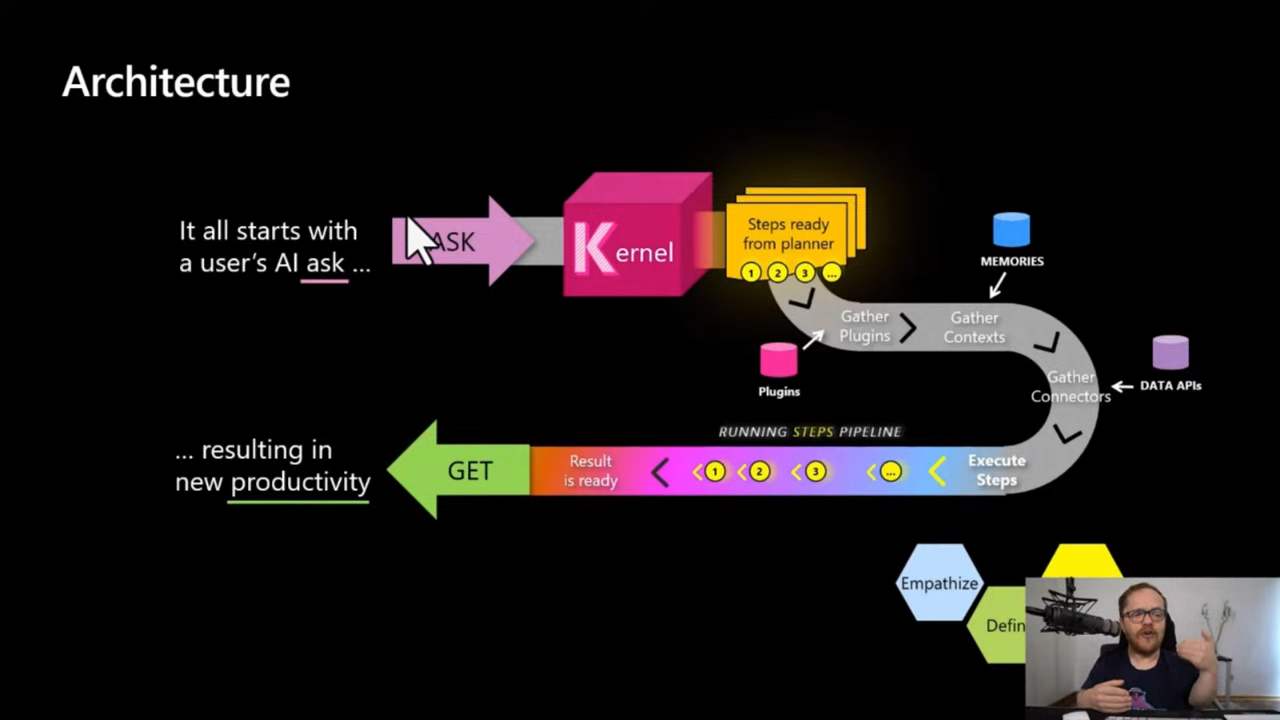 Architecture
It all starts with
a user's AI ask ...
ASK
Kernel
Steps ready
from planner
1 2 3 ...
MEMORIES
Gather
Plugins
Gather
Contexts
Plugins
Gather
Connectors
DATA APIs
RUNNING STEPS PIPELINE
... resulting in
new productivity
GET
Result
is ready
1 2 3 ...
Execute
Steps
Empathize
Defin